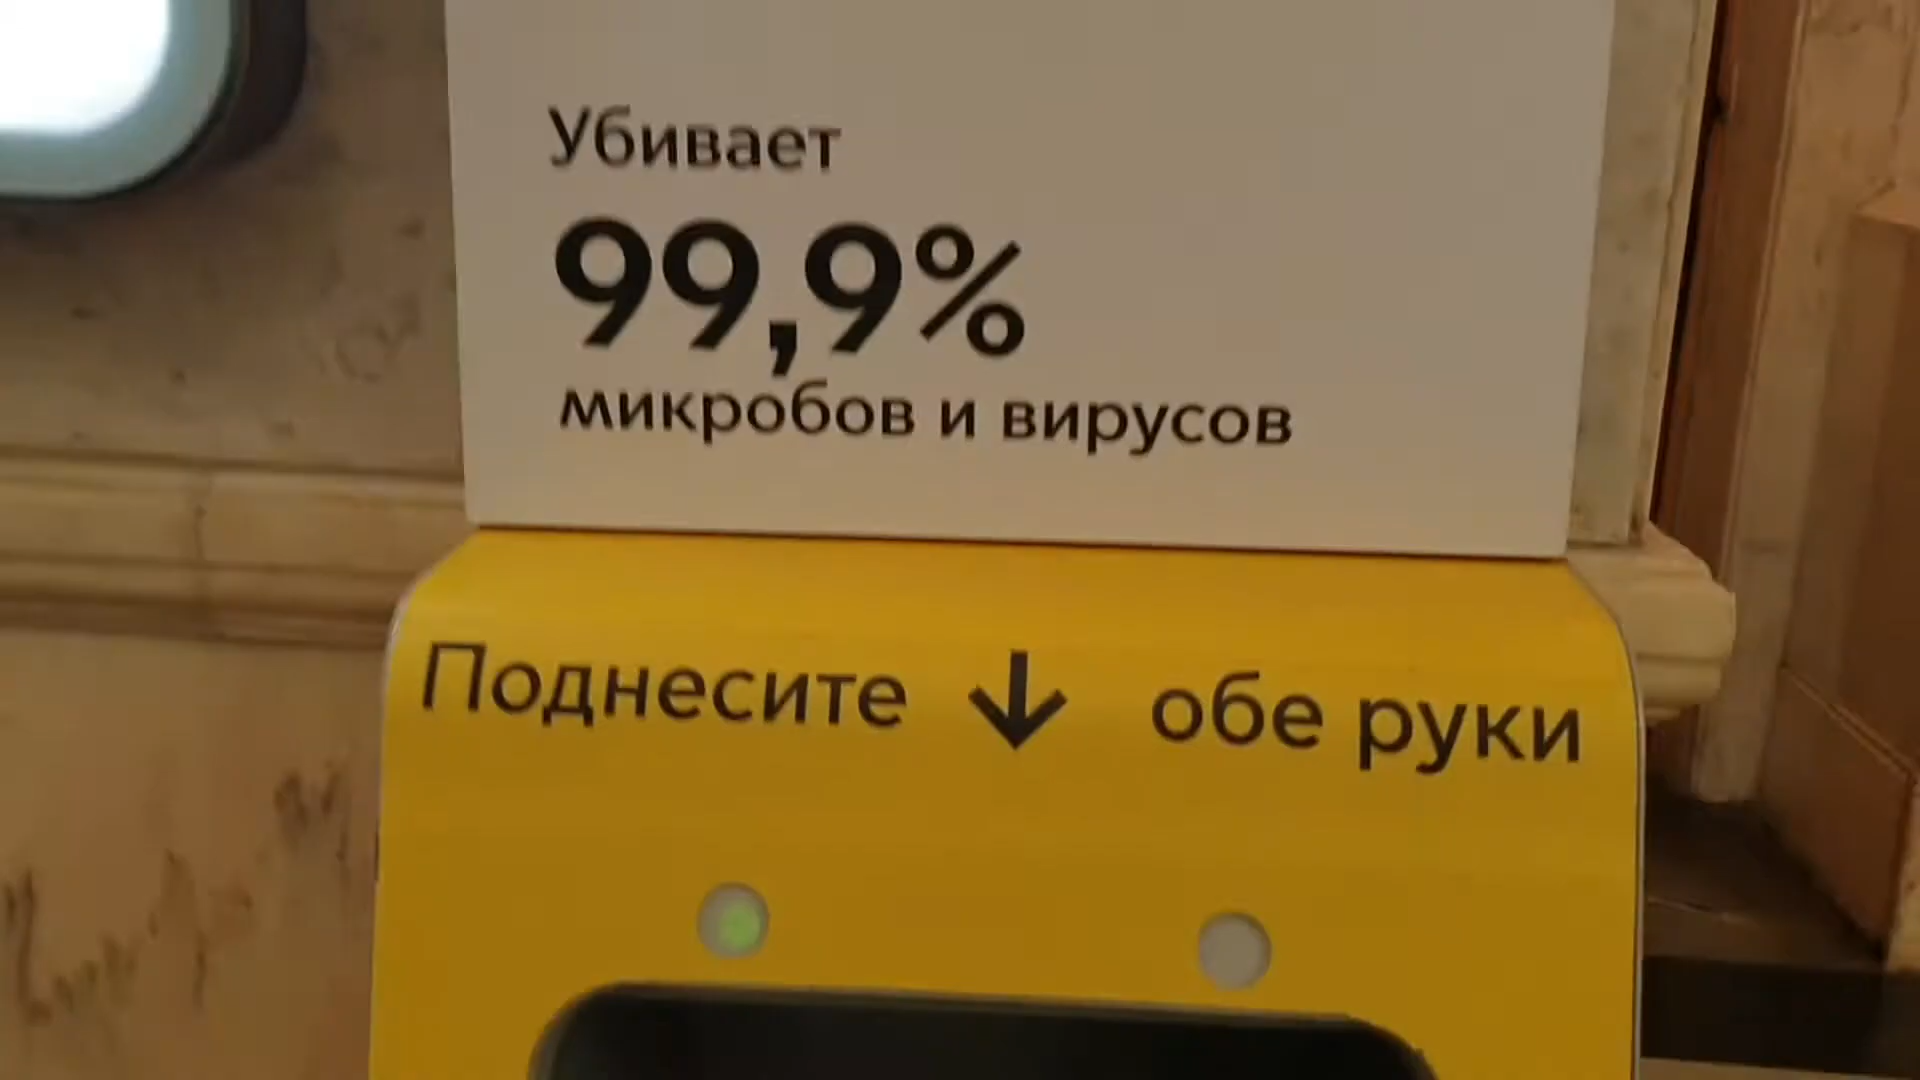 Убивает
99,9%
микробов и вирусов
Поднесите ↓ обе руки